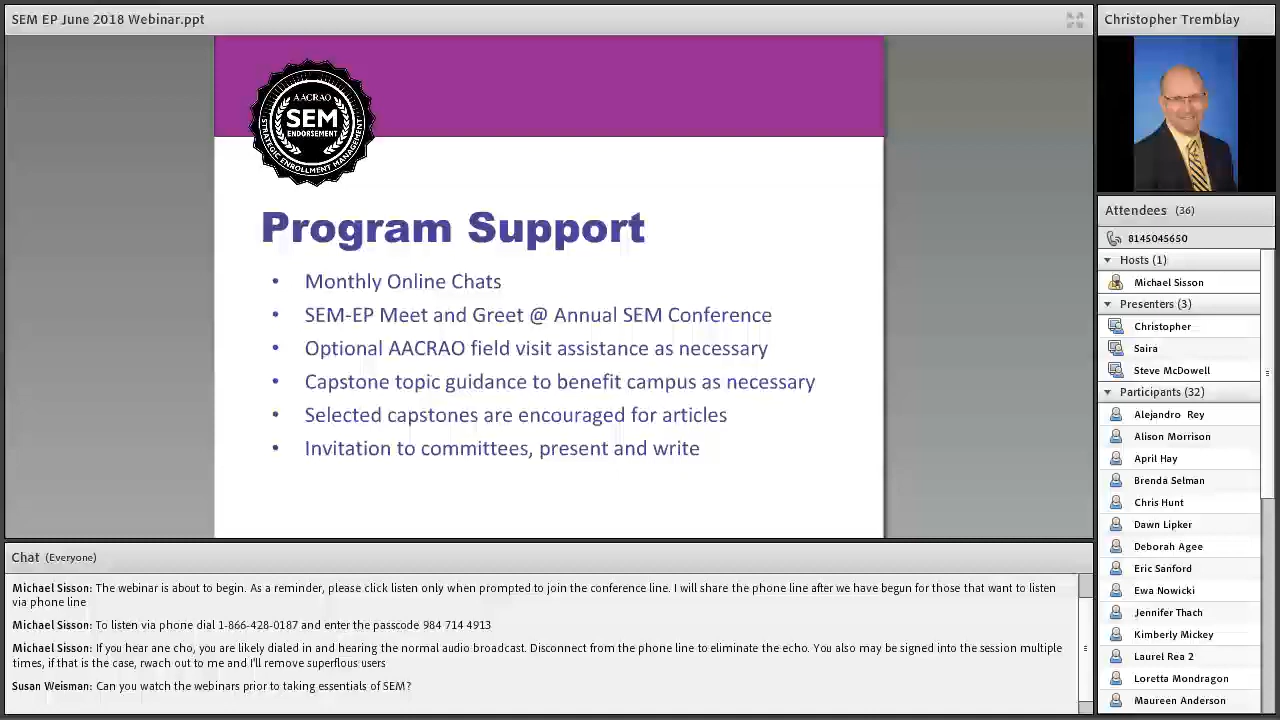 SEM EP June 2018 Webinar.ppt
AACRAO
SEM
ENDORSEMENT
STRATEGIC ENROLLMENT MANAGEMENT
Program Support
• Monthly Online Chats
• SEM-EP Meet and Greet @ Annual SEM Conference
• Optional AACRAO field visit assistance as necessary
• Capstone topic guidance to benefit campus as necessary
• Selected capstones are encouraged for articles
• Invitation to committees, present and write
Chat (Everyone)
Michael Sisson: The webinar is about to begin. As a reminder, please click listen only when prompted to join the conference line. I will share the phone line after we have begun for those that want to listen
via phone line
Michael Sisson: To listen via phone dial 1-866-428-0187 and enter the passcode 984 714 4913
Michael Sisson: If you hear ane cho, you are likely dialed in and hearing the normal audio broadcast. Disconnect from the phone line to eliminate the echo. You also may be signed into the session multiple
times, if that is the case, rwach out to me and I'll remove superflous users
Susan Weisman: Can you watch the webinars prior to taking essentials of SEM?
Christopher Tremblay
Attendees (36)
8145045650
Hosts (1)
Michael Sisson
Presenters (3)
Christopher
Saira
Steve McDowell
Participants (32)
Alejandro Rey
Alison Morrison
April Hay
Brenda Selman
Chris Hunt
Dawn Lipker
Deborah Agee
Eric Sanford
Ewa Nowicki
Jennifer Thach
Kimberly Mickey
Laurel Rea 2
Loretta Mondragon
Maureen Anderson